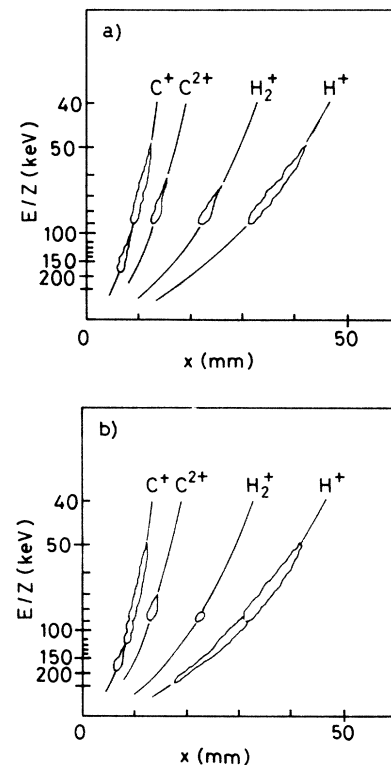 a)
C⁺ C²⁺ H₂⁺ H⁺
40
50
100
150
200
E/Z (keV)
0 50
x (mm)
b)
C⁺ C²⁺ H₂⁺ H⁺
40
50
100
150
200
E/Z (keV)
0 50
x (mm)